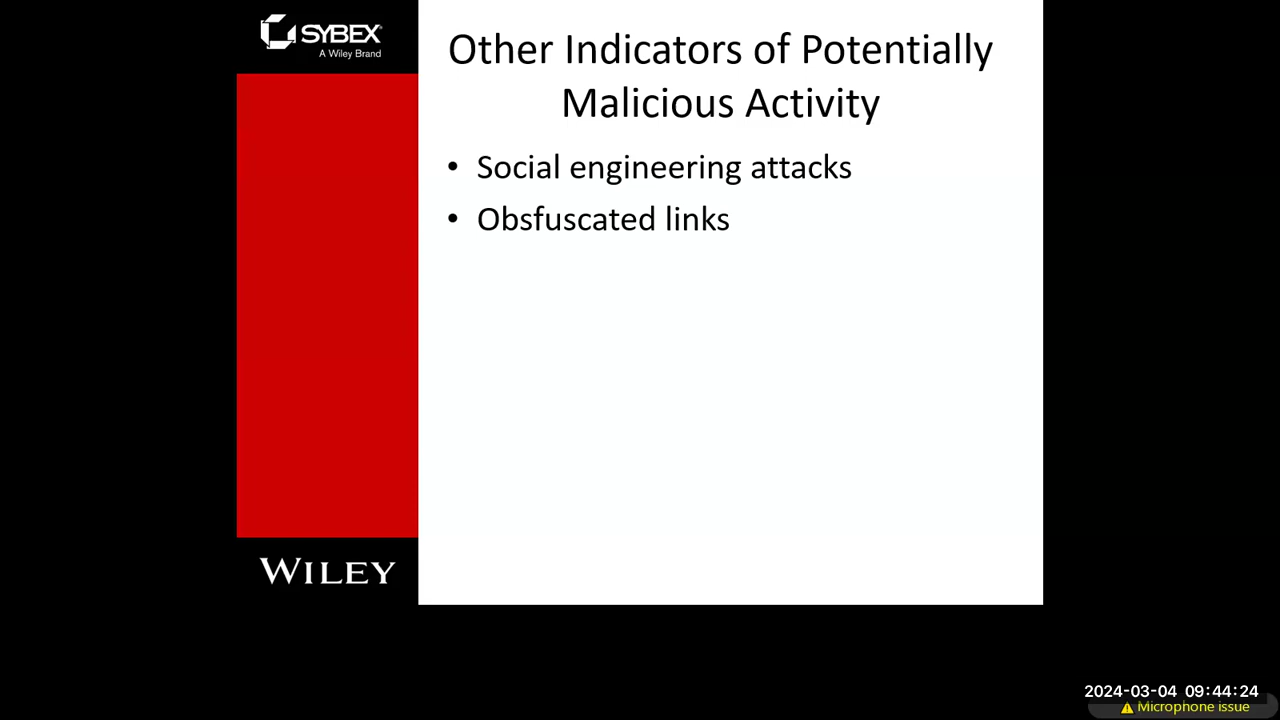 SYBEX
A Wiley Brand
Other Indicators of Potentially
Malicious Activity
• Social engineering attacks
• Obsfuscated links
WILEY
2024-03-04 09:44:24
Microphone issue